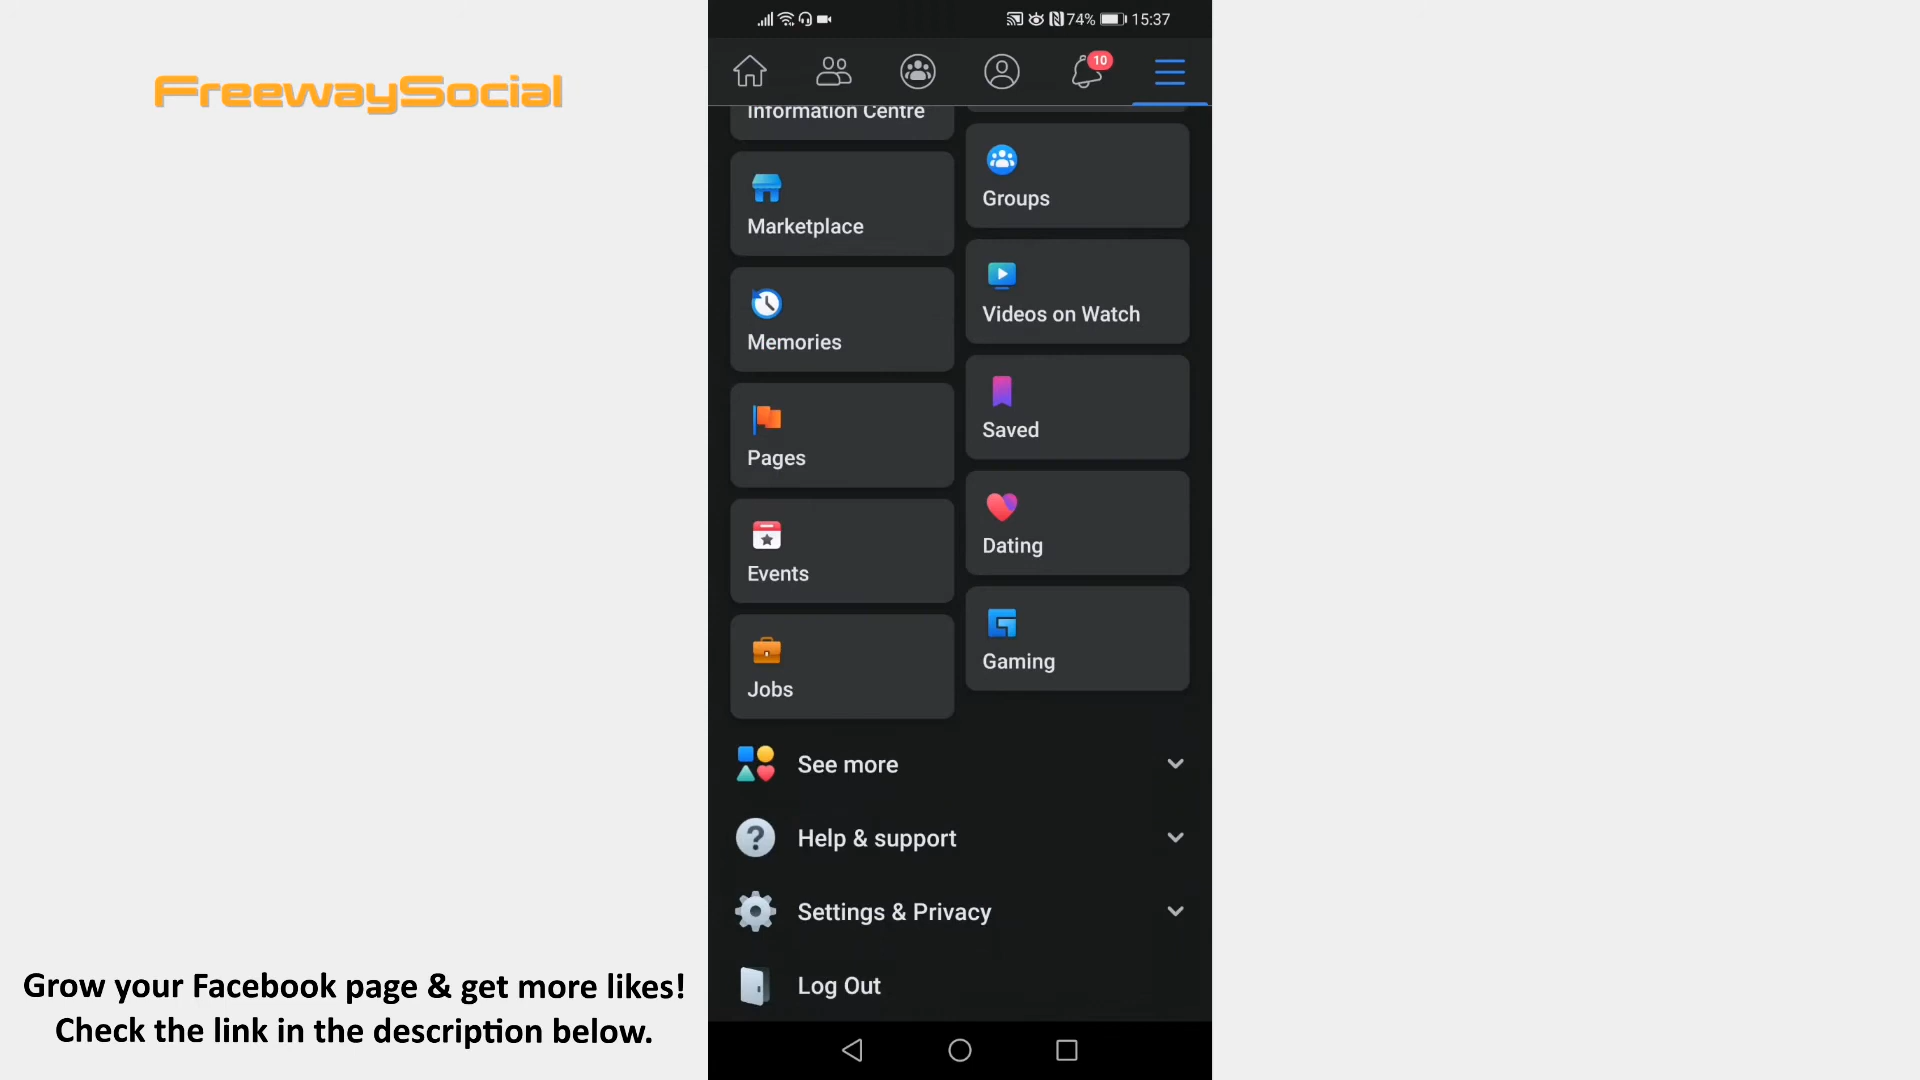 FreewaySocial
74% 15:37
10
Information Centre
Groups
Marketplace
Videos on Watch
Memories
Saved
Pages
Dating
Events
Gaming
Jobs
See more
Help & support
Settings & Privacy
Log Out
Grow your Facebook page & get more likes!
Check the link in the description below.